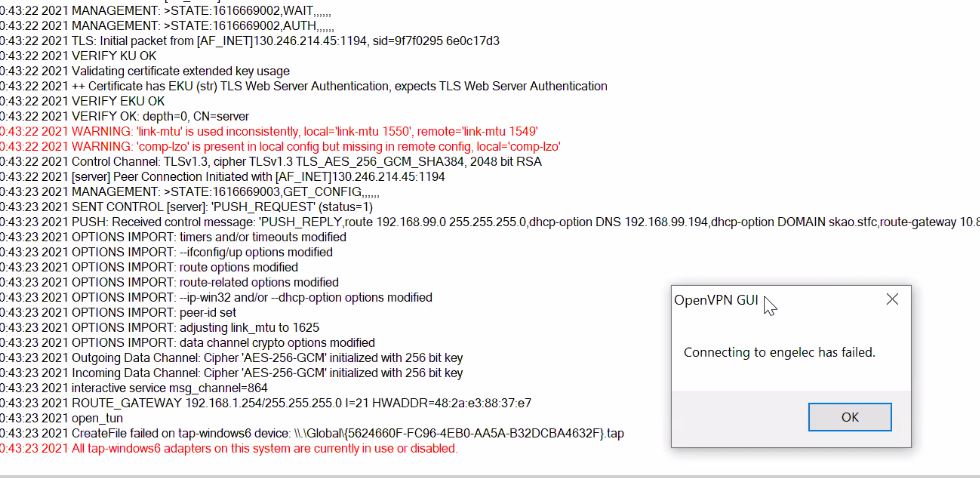 0:43:22 2021 MANAGEMENT: >STATE:1616669002,WAIT,,,,,,
0:43:22 2021 MANAGEMENT: >STATE:1616669002,AUTH,,,,,,
0:43:22 2021 TLS: Initial packet from [AF_INET]130.246.214.45:1194, sid=9f7f0295 6e0c17d3
0:43:22 2021 VERIFY KU OK
0:43:22 2021 Validating certificate extended key usage
0:43:22 2021 ++ Certificate has EKU (str) TLS Web Server Authentication, expects TLS Web Server Authentication
0:43:22 2021 VERIFY EKU OK
0:43:22 2021 VERIFY OK: depth=0, CN=server
0:43:22 2021 WARNING: 'link-mtu' is used inconsistently, local='link-mtu 1550', remote='link-mtu 1549'
0:43:22 2021 WARNING: 'comp-lzo' is present in local config but missing in remote config, local='comp-lzo'
0:43:22 2021 Control Channel: TLSv1.3, cipher TLSv1.3 TLS_AES_256_GCM_SHA384, 2048 bit RSA
0:43:22 2021 [server] Peer Connection Initiated with [AF_INET]130.246.214.45:1194
0:43:23 2021 MANAGEMENT: >STATE:1616669003,GET_CONFIG,,,,,,
0:43:23 2021 SENT CONTROL [server]: 'PUSH_REQUEST' (status=1)
0:43:23 2021 PUSH: Received control message: 'PUSH_REPLY,route 192.168.99.0 255.255.255.0,dhcp-option DNS 192.168.99.194,dhcp-option DOMAIN skao.stfc,route-gateway 10.8
0:43:23 2021 OPTIONS IMPORT: timers and/or timeouts modified
0:43:23 2021 OPTIONS IMPORT: --ifconfig/up options modified
0:43:23 2021 OPTIONS IMPORT: route options modified
0:43:23 2021 OPTIONS IMPORT: route-related options modified
0:43:23 2021 OPTIONS IMPORT: --ip-win32 and/or --dhcp-option options modified
0:43:23 2021 OPTIONS IMPORT: peer-id set
0:43:23 2021 OPTIONS IMPORT: adjusting link_mtu to 1625
0:43:23 2021 OPTIONS IMPORT: data channel crypto options modified
0:43:23 2021 Outgoing Data Channel: Cipher 'AES-256-GCM' initialized with 256 bit key
0:43:23 2021 Incoming Data Channel: Cipher 'AES-256-GCM' initialized with 256 bit key
0:43:23 2021 interactive service msg_channel=864
0:43:23 2021 ROUTE_GATEWAY 192.168.1.254/255.255.255.0 I=21 HWADDR=48:2a:e3:88:37:e7
0:43:23 2021 open_tun
0:43:23 2021 CreateFile failed on tap-windows6 device: \\.\Global\{5624660F-FC96-4EB0-AA5A-B32DCBA4632F}.tap
0:43:23 2021 All tap-windows6 adapters on this system are currently in use or disabled.
OpenVPN GUI
Connecting to engelec has failed.
OK